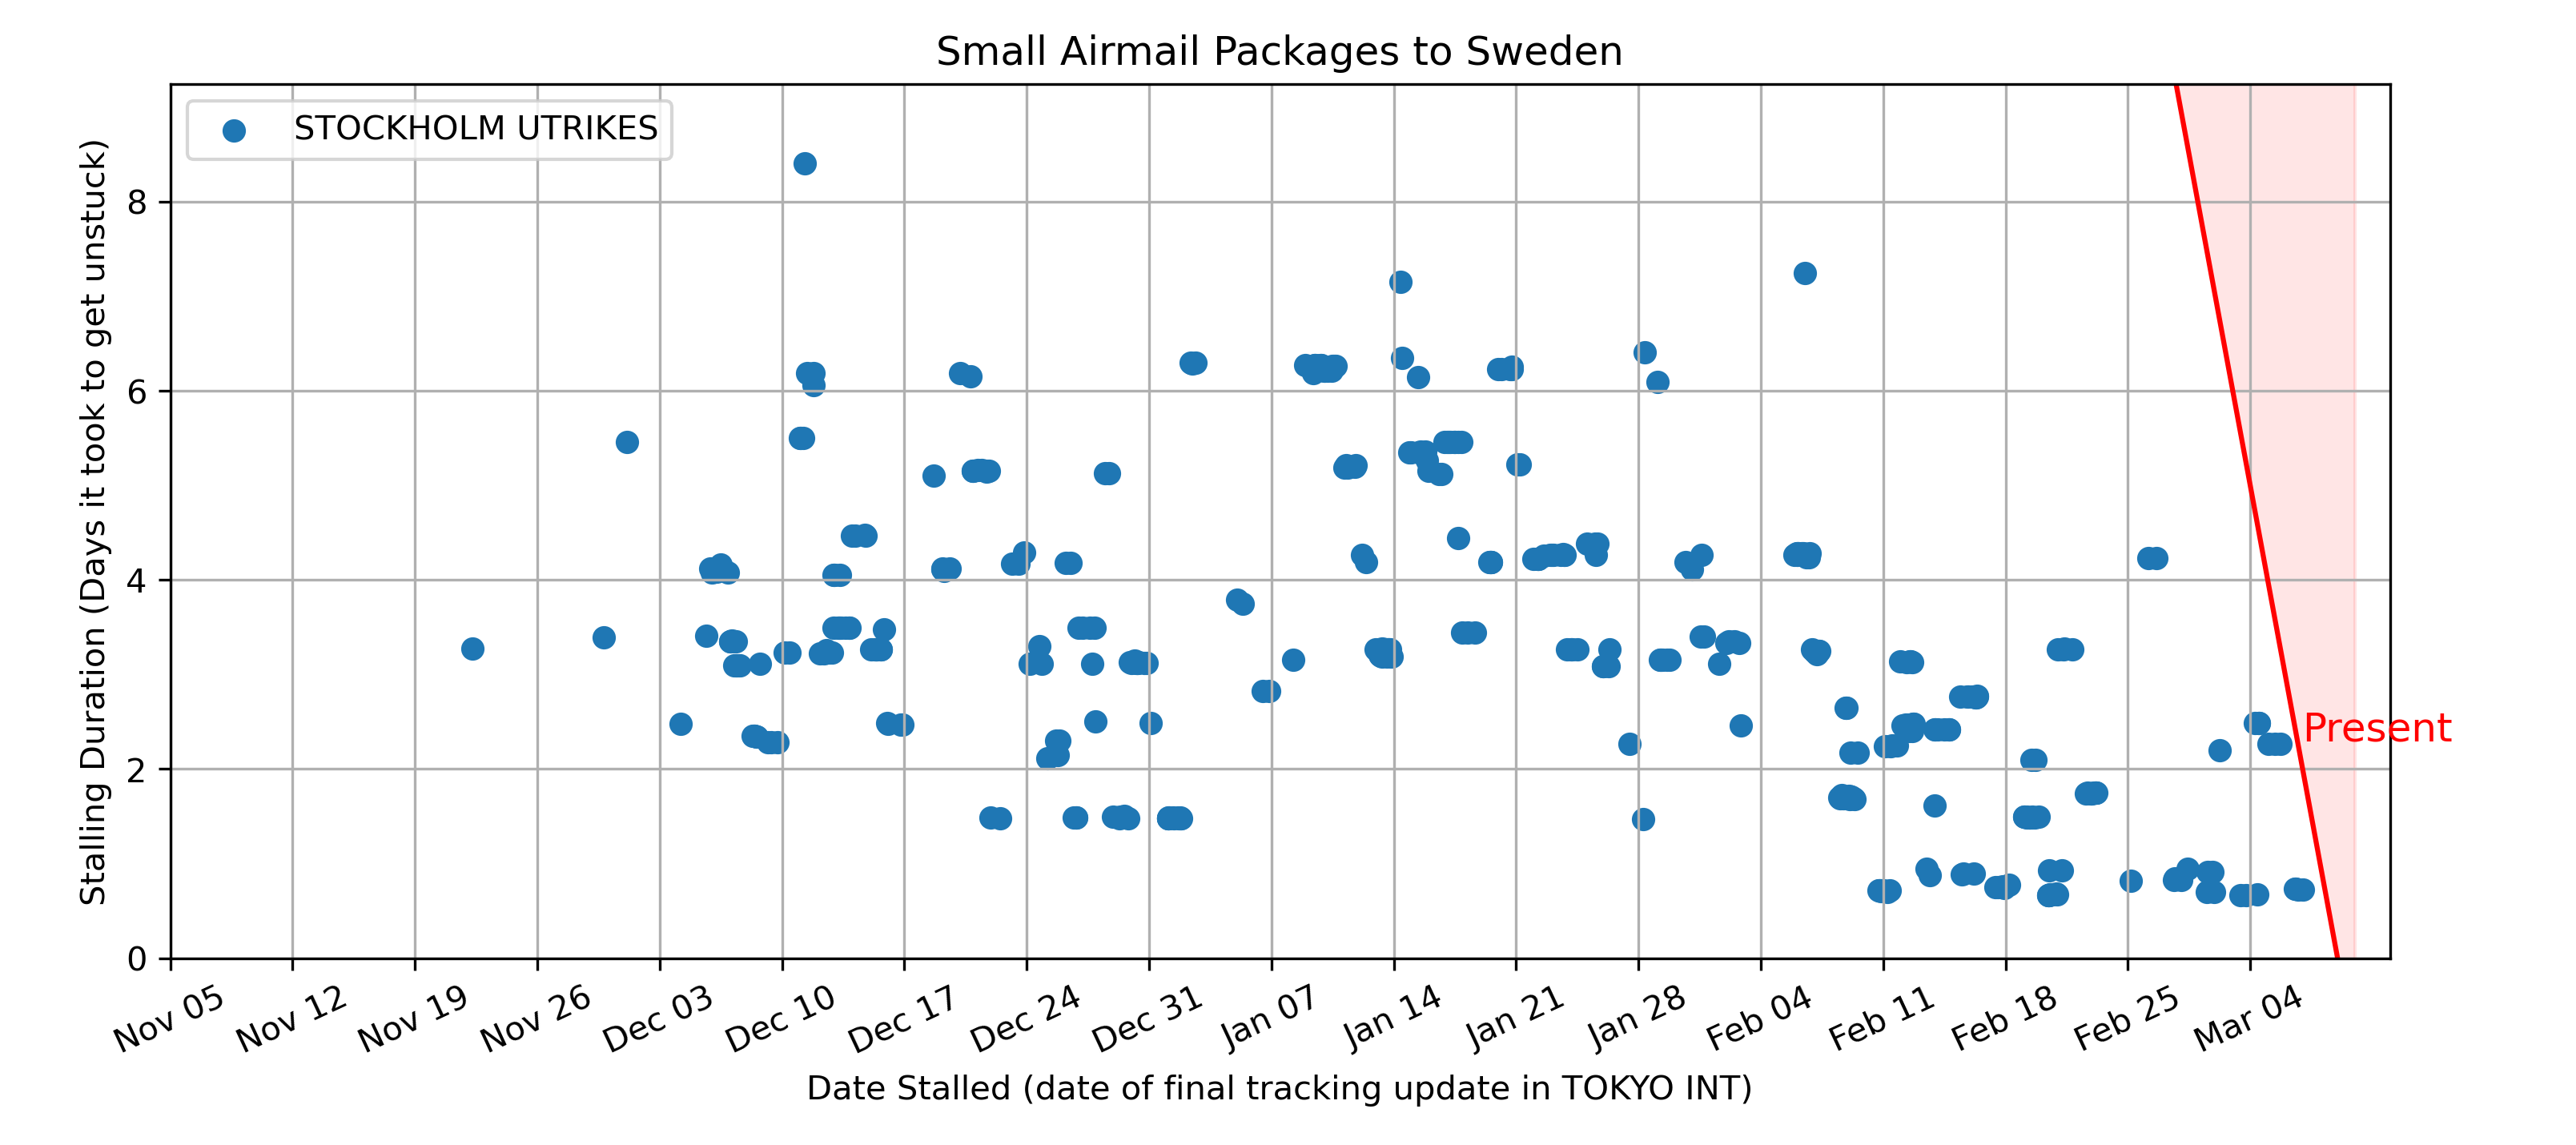 Small Airmail Packages to Sweden
STOCKHOLM UTRIKES
Stalling Duration (Days it took to get unstuck)
8
6
4
2
0
Present
Nov 05
Nov 12
Nov 19
Nov 26
Dec 03
Dec 10
Dec 17
Dec 24
Dec 31
Jan 07
Jan 14
Jan 21
Jan 28
Feb 04
Feb 11
Feb 18
Feb 25
Mar 04
Date Stalled (date of final tracking update in TOKYO INT)